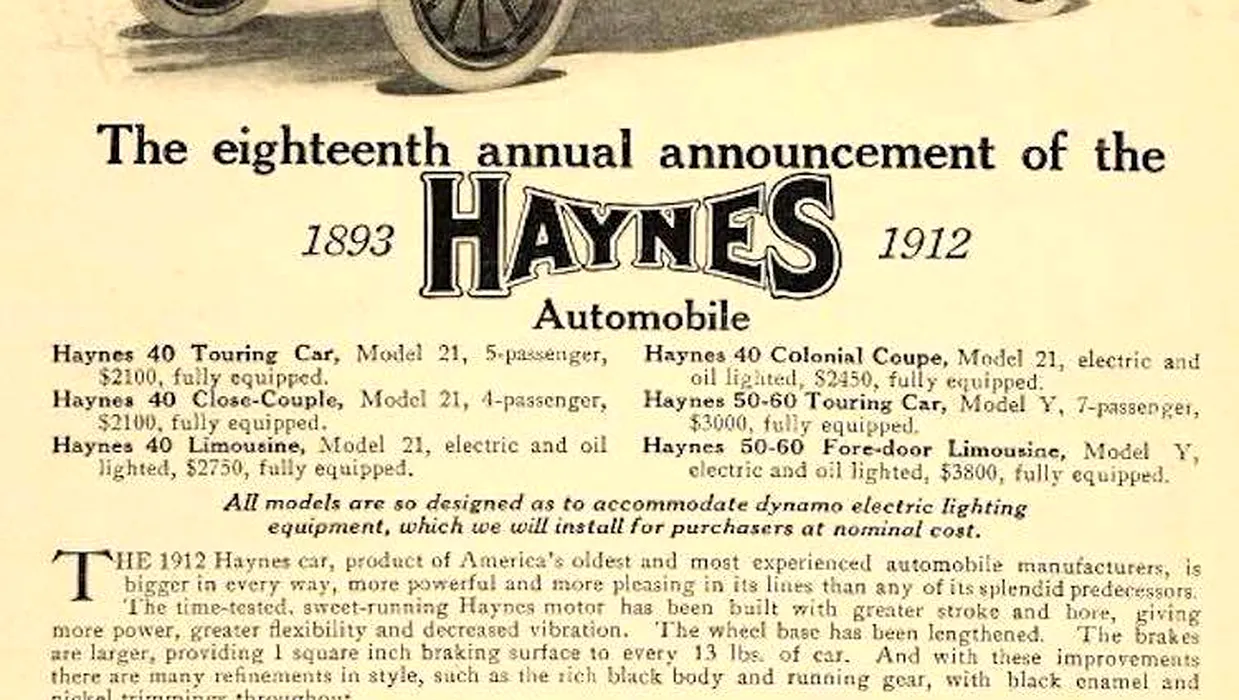 The eighteenth annual announcement of the
1893 HAYNES 1912
Automobile
Haynes 40 Touring Car, Model 21, 5-passenger,
$2100, fully equipped.
Haynes 40 Close-Couple, Model 21, 4-passenger,
$2100, fully equipped.
Haynes 40 Limousine, Model 21, electric and oil
lighted, $2750, fully equipped.
Haynes 40 Colonial Coupe, Model 21, electric and
oil lighted, $2450, fully equipped.
Haynes 50-60 Touring Car, Model Y, 7-passenger,
$3000, fully equipped.
Haynes 50-60 Fore-door Limousine, Model Y,
electric and oil lighted, $3800, fully equipped.
All models are so designed as to accommodate dynamo electric lighting
equipment, which we will install for purchasers at nominal cost.
THE 1912 Haynes car, product of America's oldest and most experienced automobile manufacturers, is
bigger in every way, more powerful and more pleasing in its lines than any of its splendid predecessors.
The time-tested, sweet-running Haynes motor has been built with greater stroke and bore, giving
more power, greater flexibility and decreased vibration. The wheel base has been lengthened. The brakes
are larger, providing 1 square inch braking surface to every 13 lbs. of car. And with these improvements
there are many refinements in style, such as the rich black body and running gear, with black enamel and
nickel trimmings throughout.